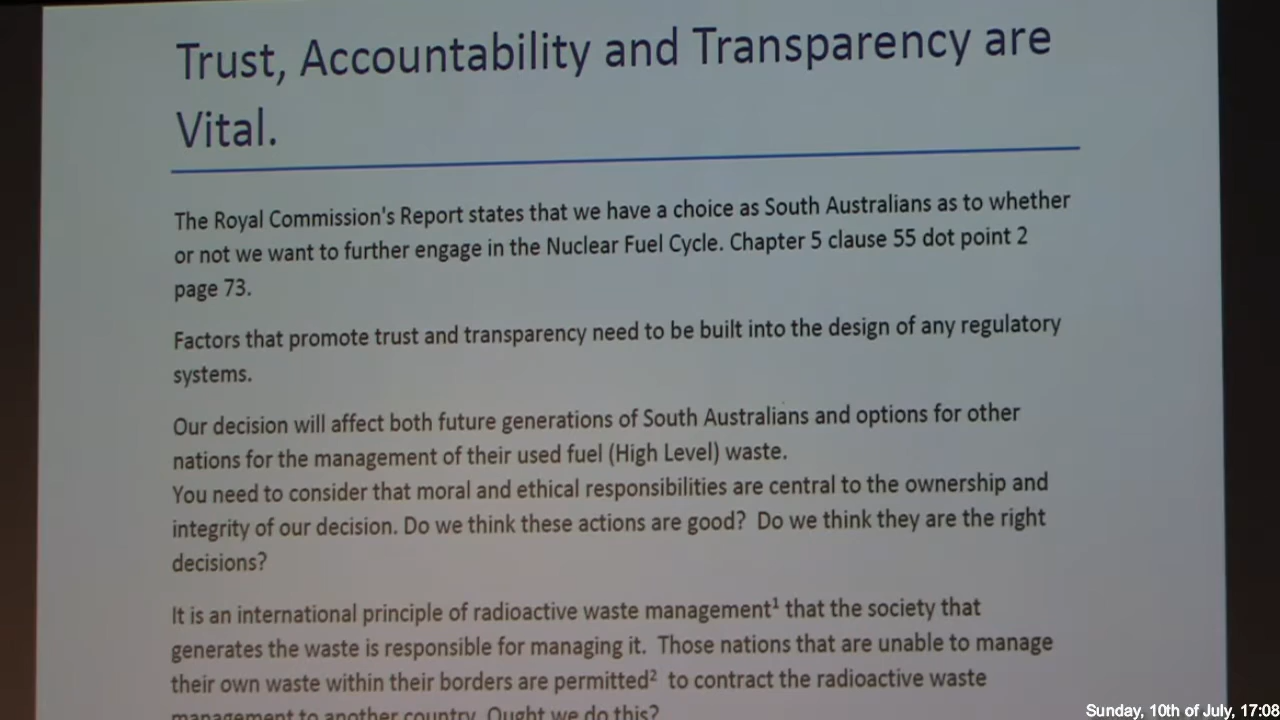 Trust, Accountability and Transparency are
Vital.
The Royal Commission's Report states that we have a choice as South Australians as to whether
or not we want to further engage in the Nuclear Fuel Cycle. Chapter 5 clause 55 dot point 2
page 73.
Factors that promote trust and transparency need to be built into the design of any regulatory
systems.
Our decision will affect both future generations of South Australians and options for other
nations for the management of their used fuel (High Level) waste.
You need to consider that moral and ethical responsibilities are central to the ownership and
integrity of our decision. Do we think these actions are good? Do we think they are the right
decisions?
It is an international principle of radioactive waste management¹ that the society that
generates the waste is responsible for managing it. Those nations that are unable to manage
their own waste within their borders are permitted² to contract the radioactive waste
management to another country. Ought we do this?
Sunday, 10th of July, 17:08